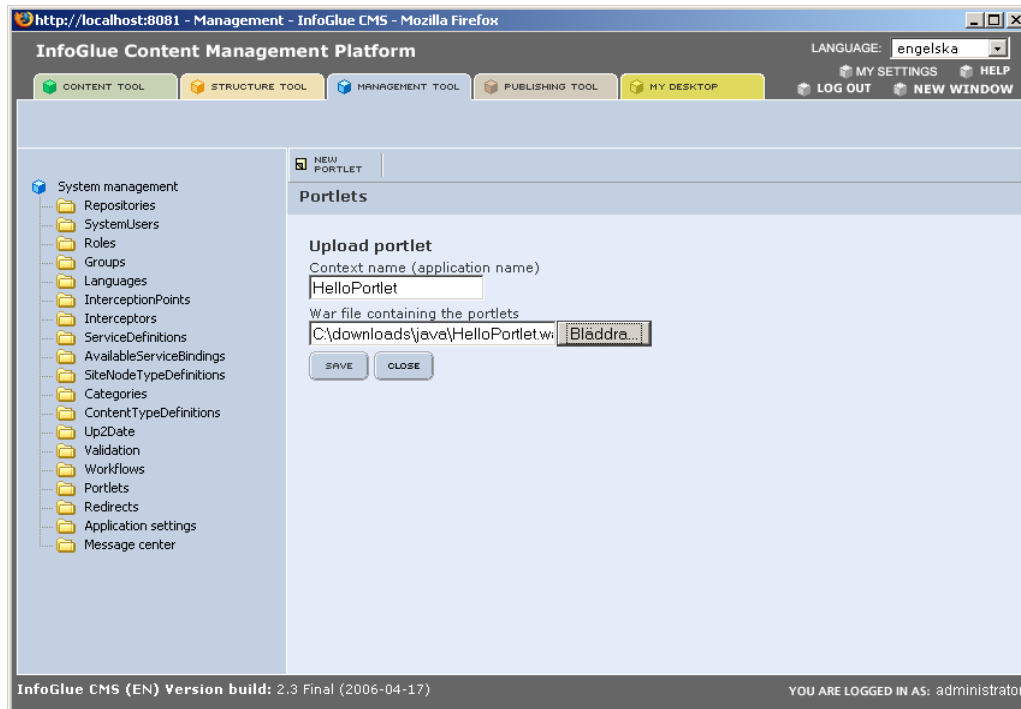 http://localhost:8081 - Management - InfoGlue CMS - Mozilla Firefox
InfoGlue Content Management Platform
LANGUAGE: engelska
MY SETTINGS HELP
LOG OUT NEW WINDOW
CONTENT TOOL STRUCTURE TOOL MANAGEMENT TOOL PUBLISHING TOOL MY DESKTOP
NEW
PORTLET
Portlets
System management
Repositories
SystemUsers
Roles
Groups
Languages
InterceptionPoints
Interceptors
ServiceDefinitions
AvailableServiceBindings
SiteNodeTypeDefinitions
Categories
ContentTypeDefinitions
Up2Date
Validation
Workflows
Portlets
Redirects
Application settings
Message center
Upload portlet
Context name (application name)
HelloPortlet
War file containing the portlets
C:\downloads\java\HelloPortlet.wa Bläddra...
SAVE CLOSE
InfoGlue CMS (EN) Version build: 2.3 Final (2006-04-17)
YOU ARE LOGGED IN AS: administrator